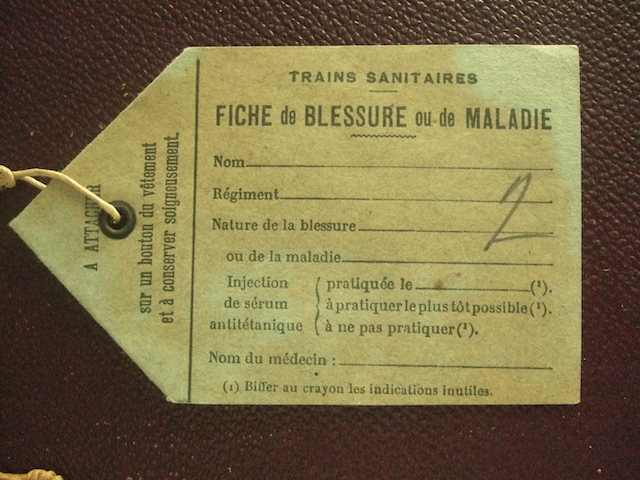 TRAINS SANITAIRES
FICHE de BLESSURE ou de MALADIE
Nom
Régiment
2
Nature de la blessure
ou de la maladie
Injection
de sérum
antitétanique
pratiquée le (1).
à pratiquer le plus tôt possible (1).
à ne pas pratiquer (1).
Nom du médecin :
(1) Biffer au crayon les indications inutiles.
A ATTACHER
sur un bouton du vêtement
et à conserver soigneusement.